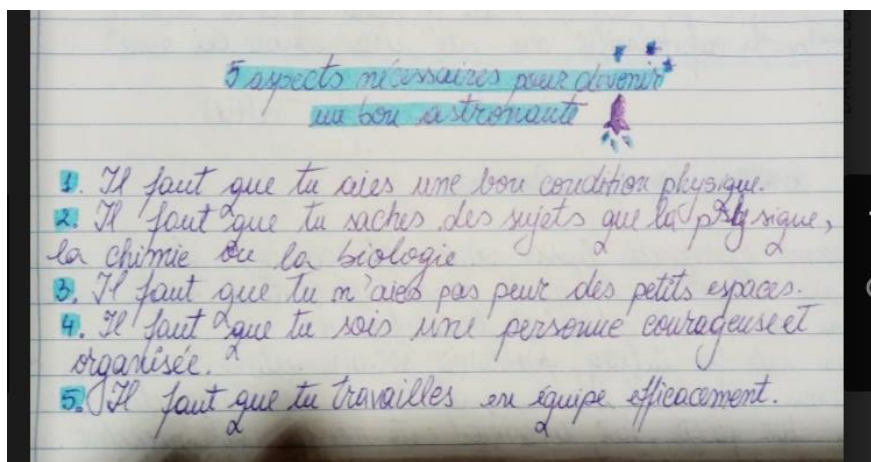 5 aspects nécessaires pour devenir
un bon astronaute
1. Il faut que tu aies une bon condition physique.
2. Il faut que tu saches des sujets que la physique,
la chimie ou la biologie
3. Il faut que tu n'aies pas peur des petits espaces.
4. Il faut que tu sois une personne courageuse et
organisée.
5. Il faut que tu travailles en équipe efficacement.